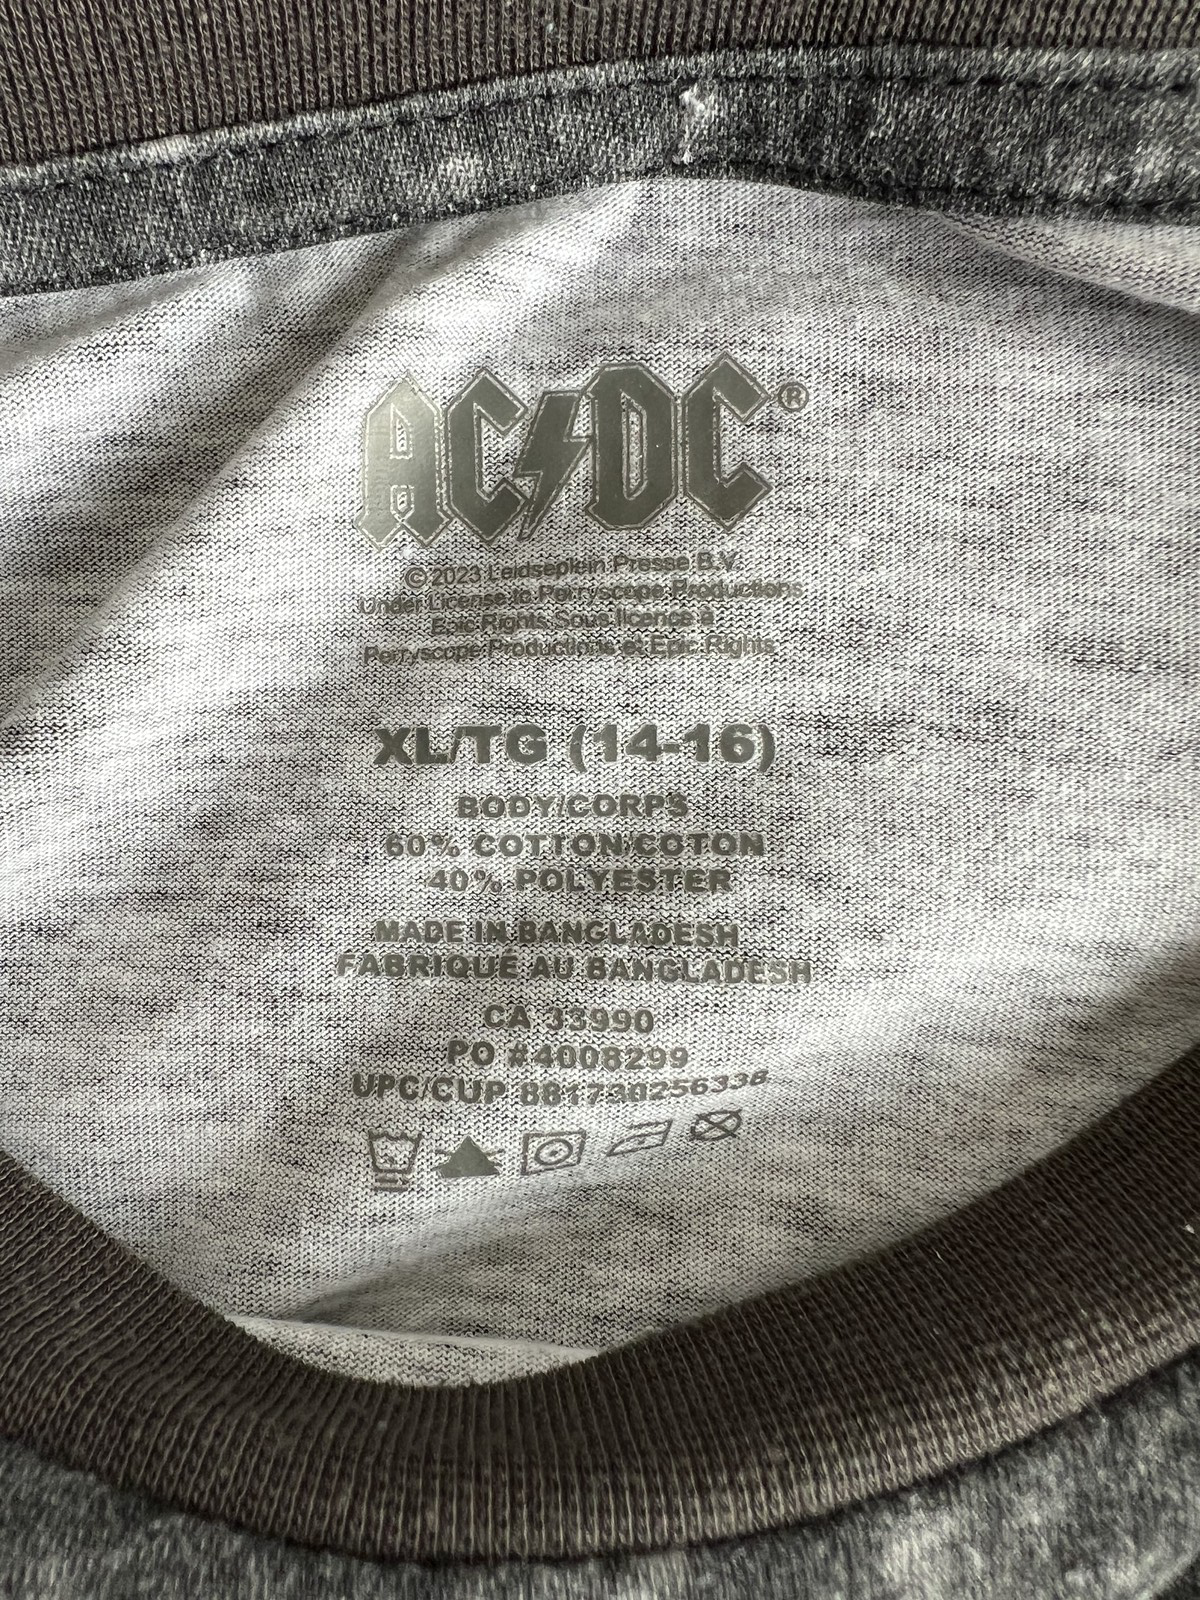 AC⚡DC®
©2023 Leidseplein Presse B.V.
Under License to Perryscope Productions
Epic Rights Sous licence à
Perryscope Productions et Epic Rights
XL/TG (14-16)
BODY/CORPS
60% COTTON/COTON
40% POLYESTER
MADE IN BANGLADESH
FABRIQUÉ AU BANGLADESH
CA 33990
PO #4008299
UPC/CUP 881730256338